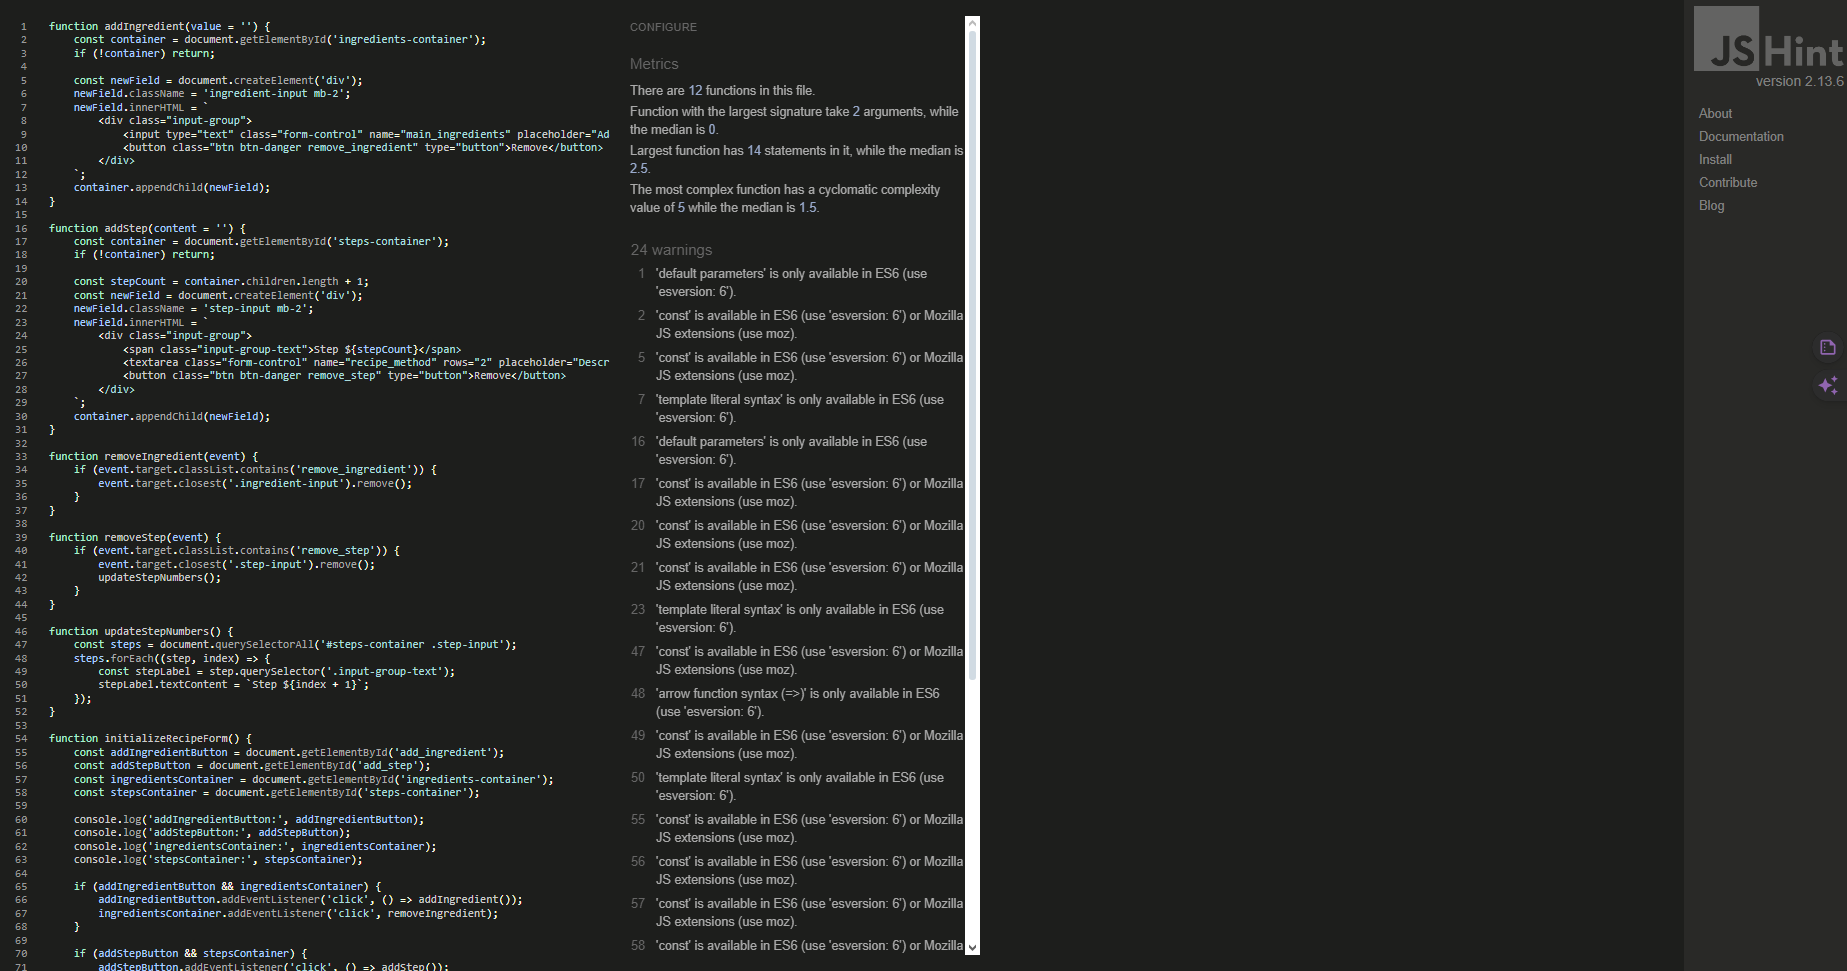 1 function addIngredient(value = '') {
2 const container = document.getElementById('ingredients-container');
3 if (!container) return;
4
5 const newField = document.createElement('div');
6 newField.className = 'ingredient-input mb-2';
7 newField.innerHTML = `
8 <div class="input-group">
9 <input type="text" class="form-control" name="main_ingredients" placeholder="Ad
10 <button class="btn btn-danger remove_ingredient" type="button">Remove</button>
11 </div>
12 `;
13 container.appendChild(newField);
14 }
15
16 function addStep(content = '') {
17 const container = document.getElementById('steps-container');
18 if (!container) return;
19
20 const stepCount = container.children.length + 1;
21 const newField = document.createElement('div');
22 newField.className = 'step-input mb-2';
23 newField.innerHTML = `
24 <div class="input-group">
25 <span class="input-group-text">Step ${stepCount}</span>
26 <textarea class="form-control" name="recipe_method" rows="2" placeholder="Descr
27 <button class="btn btn-danger remove_step" type="button">Remove</button>
28 </div>
29 `;
30 container.appendChild(newField);
31 }
32
33 function removeIngredient(event) {
34 if (event.target.classList.contains('remove_ingredient')) {
35 event.target.closest('.ingredient-input').remove();
36 }
37 }
38
39 function removeStep(event) {
40 if (event.target.classList.contains('remove_step')) {
41 event.target.closest('.step-input').remove();
42 updateStepNumbers();
43 }
44 }
45
46 function updateStepNumbers() {
47 const steps = document.querySelectorAll('#steps-container .step-input');
48 steps.forEach((step, index) => {
49 const stepLabel = step.querySelector('.input-group-text');
50 stepLabel.textContent = `Step ${index + 1}`;
51 });
52 }
53
54 function initializeRecipeForm() {
55 const addIngredientButton = document.getElementById('add_ingredient');
56 const addStepButton = document.getElementById('add_step');
57 const ingredientsContainer = document.getElementById('ingredients-container');
58 const stepsContainer = document.getElementById('steps-container');
59
60 console.log('addIngredientButton:', addIngredientButton);
61 console.log('addStepButton:', addStepButton);
62 console.log('ingredientsContainer:', ingredientsContainer);
63 console.log('stepsContainer:', stepsContainer);
64
65 if (addIngredientButton && ingredientsContainer) {
66 addIngredientButton.addEventListener('click', () => addIngredient());
67 ingredientsContainer.addEventListener('click', removeIngredient);
68 }
69
70 if (addStepButton && stepsContainer) {
71 addStepButton.addEventListener('click', () => addStep());
CONFIGURE
Metrics
There are 12 functions in this file.
Function with the largest signature take 2 arguments, while
the median is 0.
Largest function has 14 statements in it, while the median is
2.5.
The most complex function has a cyclomatic complexity
value of 5 while the median is 1.5.
24 warnings
1 'default parameters' is only available in ES6 (use
'esversion: 6').
2 'const' is available in ES6 (use 'esversion: 6') or Mozilla
JS extensions (use moz).
5 'const' is available in ES6 (use 'esversion: 6') or Mozilla
JS extensions (use moz).
7 'template literal syntax' is only available in ES6 (use
'esversion: 6').
16 'default parameters' is only available in ES6 (use
'esversion: 6').
17 'const' is available in ES6 (use 'esversion: 6') or Mozilla
JS extensions (use moz).
20 'const' is available in ES6 (use 'esversion: 6') or Mozilla
JS extensions (use moz).
21 'const' is available in ES6 (use 'esversion: 6') or Mozilla
JS extensions (use moz).
23 'template literal syntax' is only available in ES6 (use
'esversion: 6').
47 'const' is available in ES6 (use 'esversion: 6') or Mozilla
JS extensions (use moz).
48 'arrow function syntax (=>)' is only available in ES6
(use 'esversion: 6').
49 'const' is available in ES6 (use 'esversion: 6') or Mozilla
JS extensions (use moz).
50 'template literal syntax' is only available in ES6 (use
'esversion: 6').
55 'const' is available in ES6 (use 'esversion: 6') or Mozilla
JS extensions (use moz).
56 'const' is available in ES6 (use 'esversion: 6') or Mozilla
JS extensions (use moz).
57 'const' is available in ES6 (use 'esversion: 6') or Mozilla
JS extensions (use moz).
58 'const' is available in ES6 (use 'esversion: 6') or Mozilla
JSHint
version 2.13.6
About
Documentation
Install
Contribute
Blog